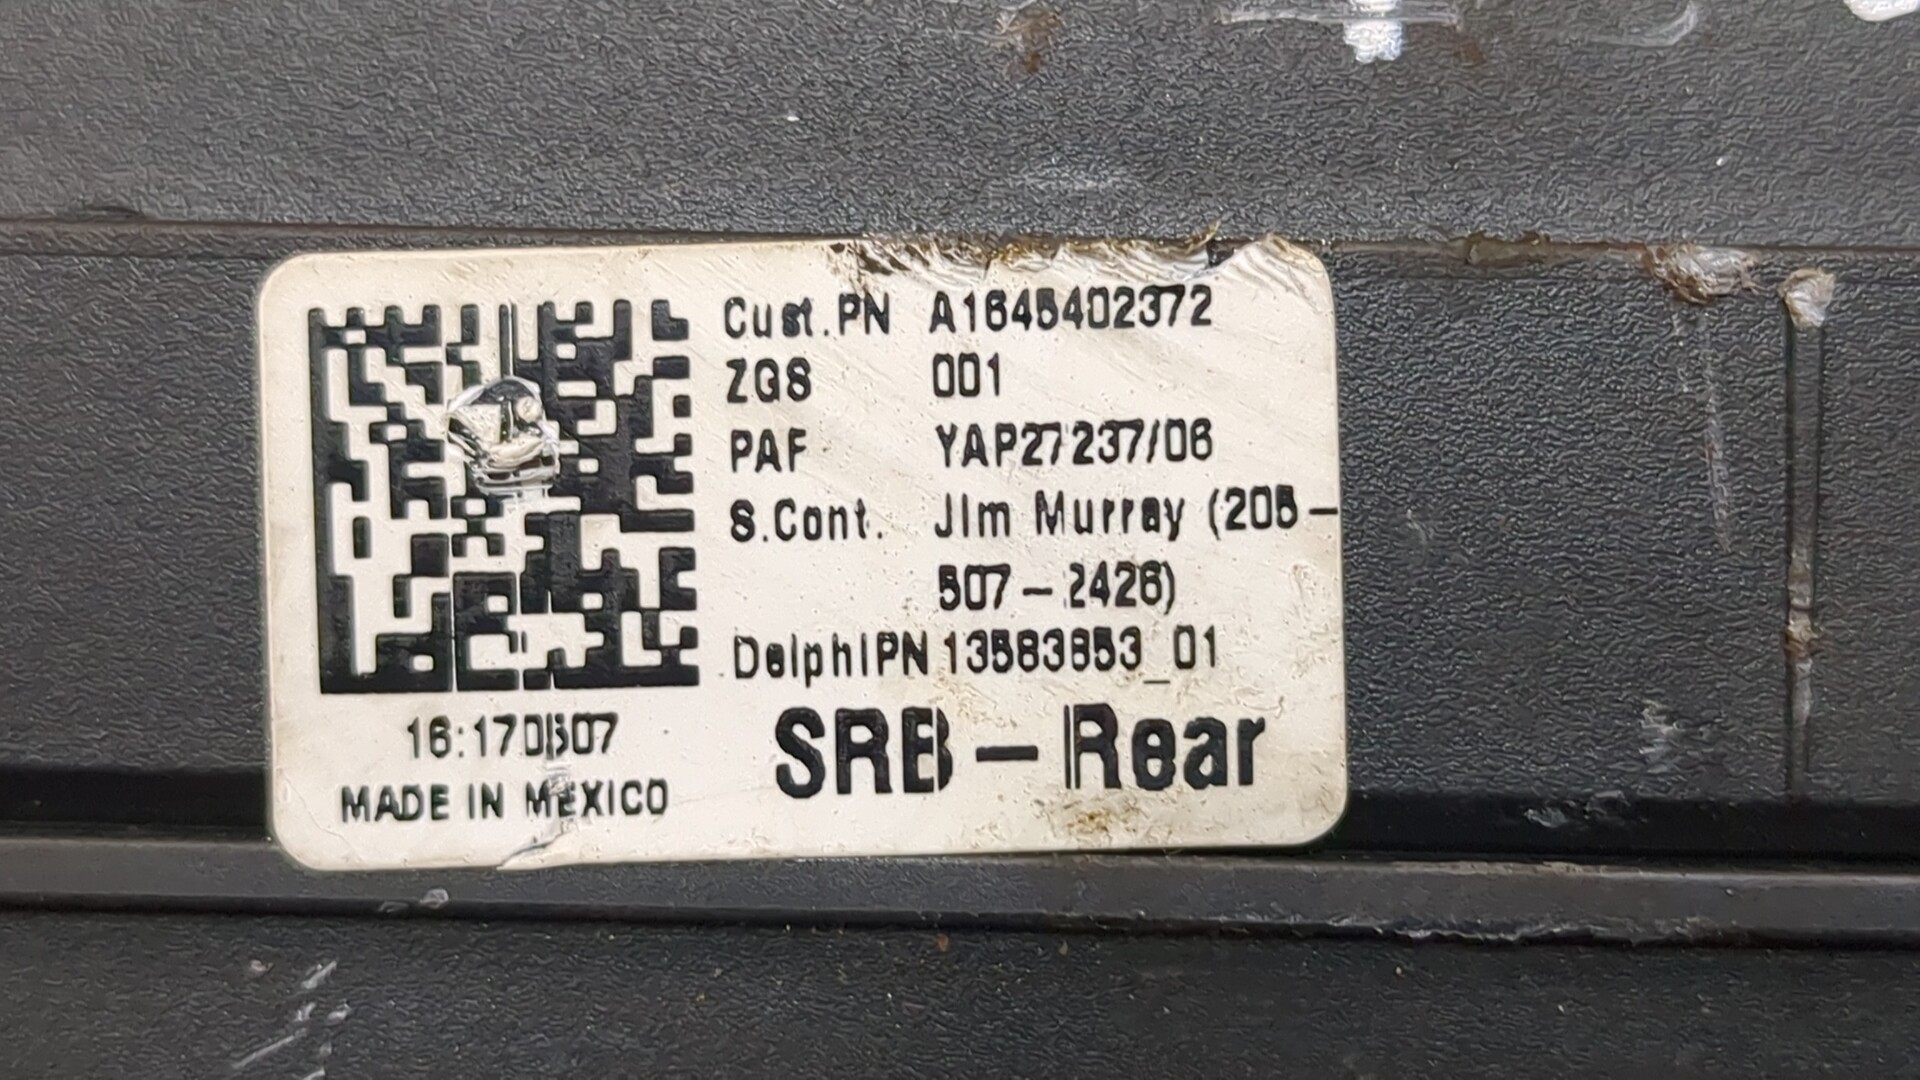 Cust.PN A1645402372
ZGS 001
PAF YAP27237/06
S.Cont. Jim Murray (205-
507-2426)
DelphiPN 13583853_01
SRB-Rear
16:170507
MADE IN MEXICO